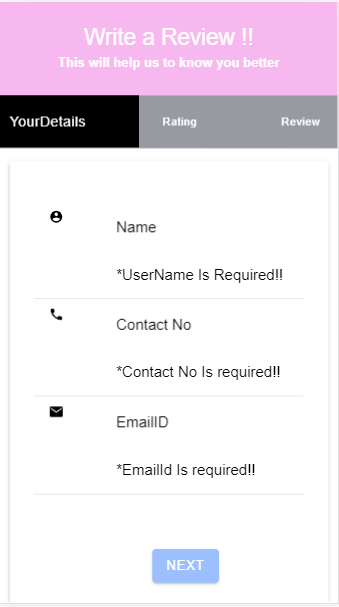 Write a Review !!
This will help us to know you better
YourDetails Rating Review
Name
*UserName Is Required!!
Contact No
*Contact No Is required!!
EmailID
*EmailId Is required!!
NEXT